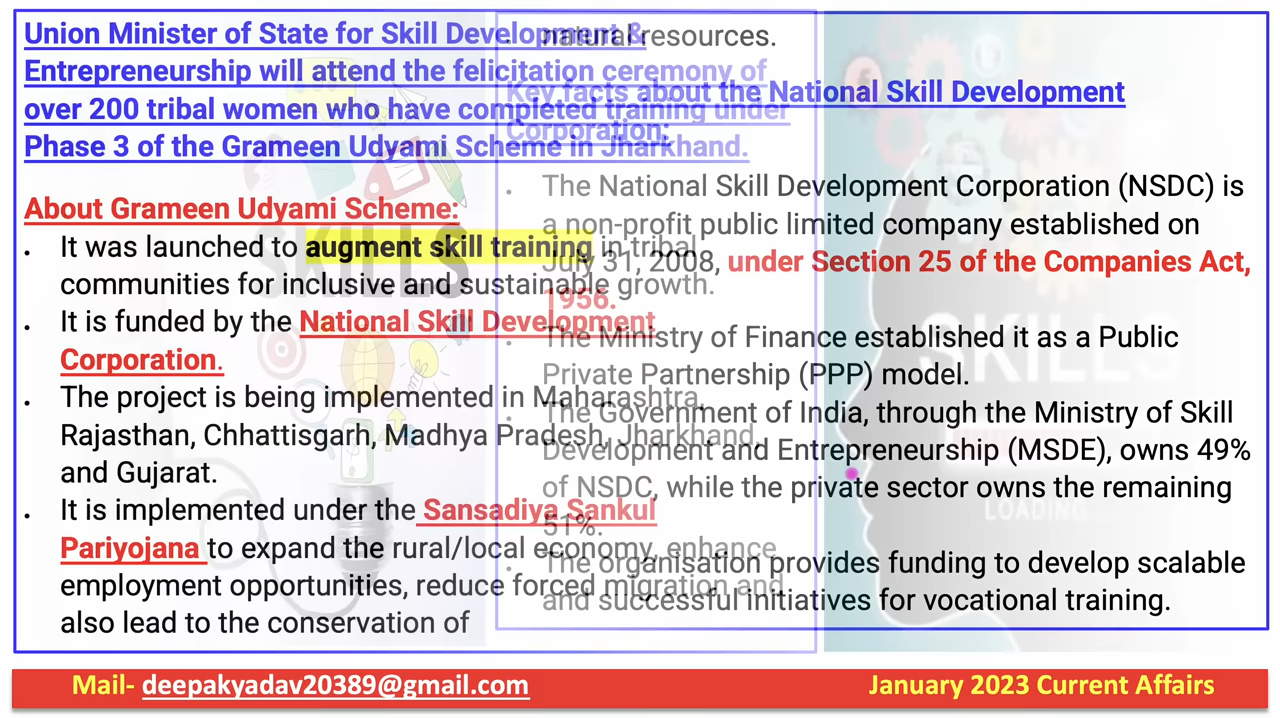 Union Minister of State for Skill Development &
Entrepreneurship will attend the felicitation ceremony of
over 200 tribal women who have completed training under
Phase 3 of the Grameen Udyami Scheme in Jharkhand.
About Grameen Udyami Scheme:
• It was launched to augment skill training in tribal
communities for inclusive and sustainable growth.
• It is funded by the National Skill Development
Corporation.
• The project is being implemented in Maharashtra,
Rajasthan, Chhattisgarh, Madhya Pradesh, Jharkhand,
and Gujarat.
• It is implemented under the Sansadiya Sankul
Pariyojana to expand the rural/local economy, enhance
employment opportunities, reduce forced migration and
also lead to the conservation of
natural resources.
Key facts about the National Skill Development
Corporation:
• The National Skill Development Corporation (NSDC) is
a non-profit public limited company established on
July 31, 2008, under Section 25 of the Companies Act,
1956.
• The Ministry of Finance established it as a Public
Private Partnership (PPP) model.
• The Government of India, through the Ministry of Skill
Development and Entrepreneurship (MSDE), owns 49%
of NSDC, while the private sector owns the remaining
51%.
• The organisation provides funding to develop scalable
and successful initiatives for vocational training.
SKILLS
SKILLS
LOADING
Mail- deepakyadav20389@gmail.com
January 2023 Current Affairs